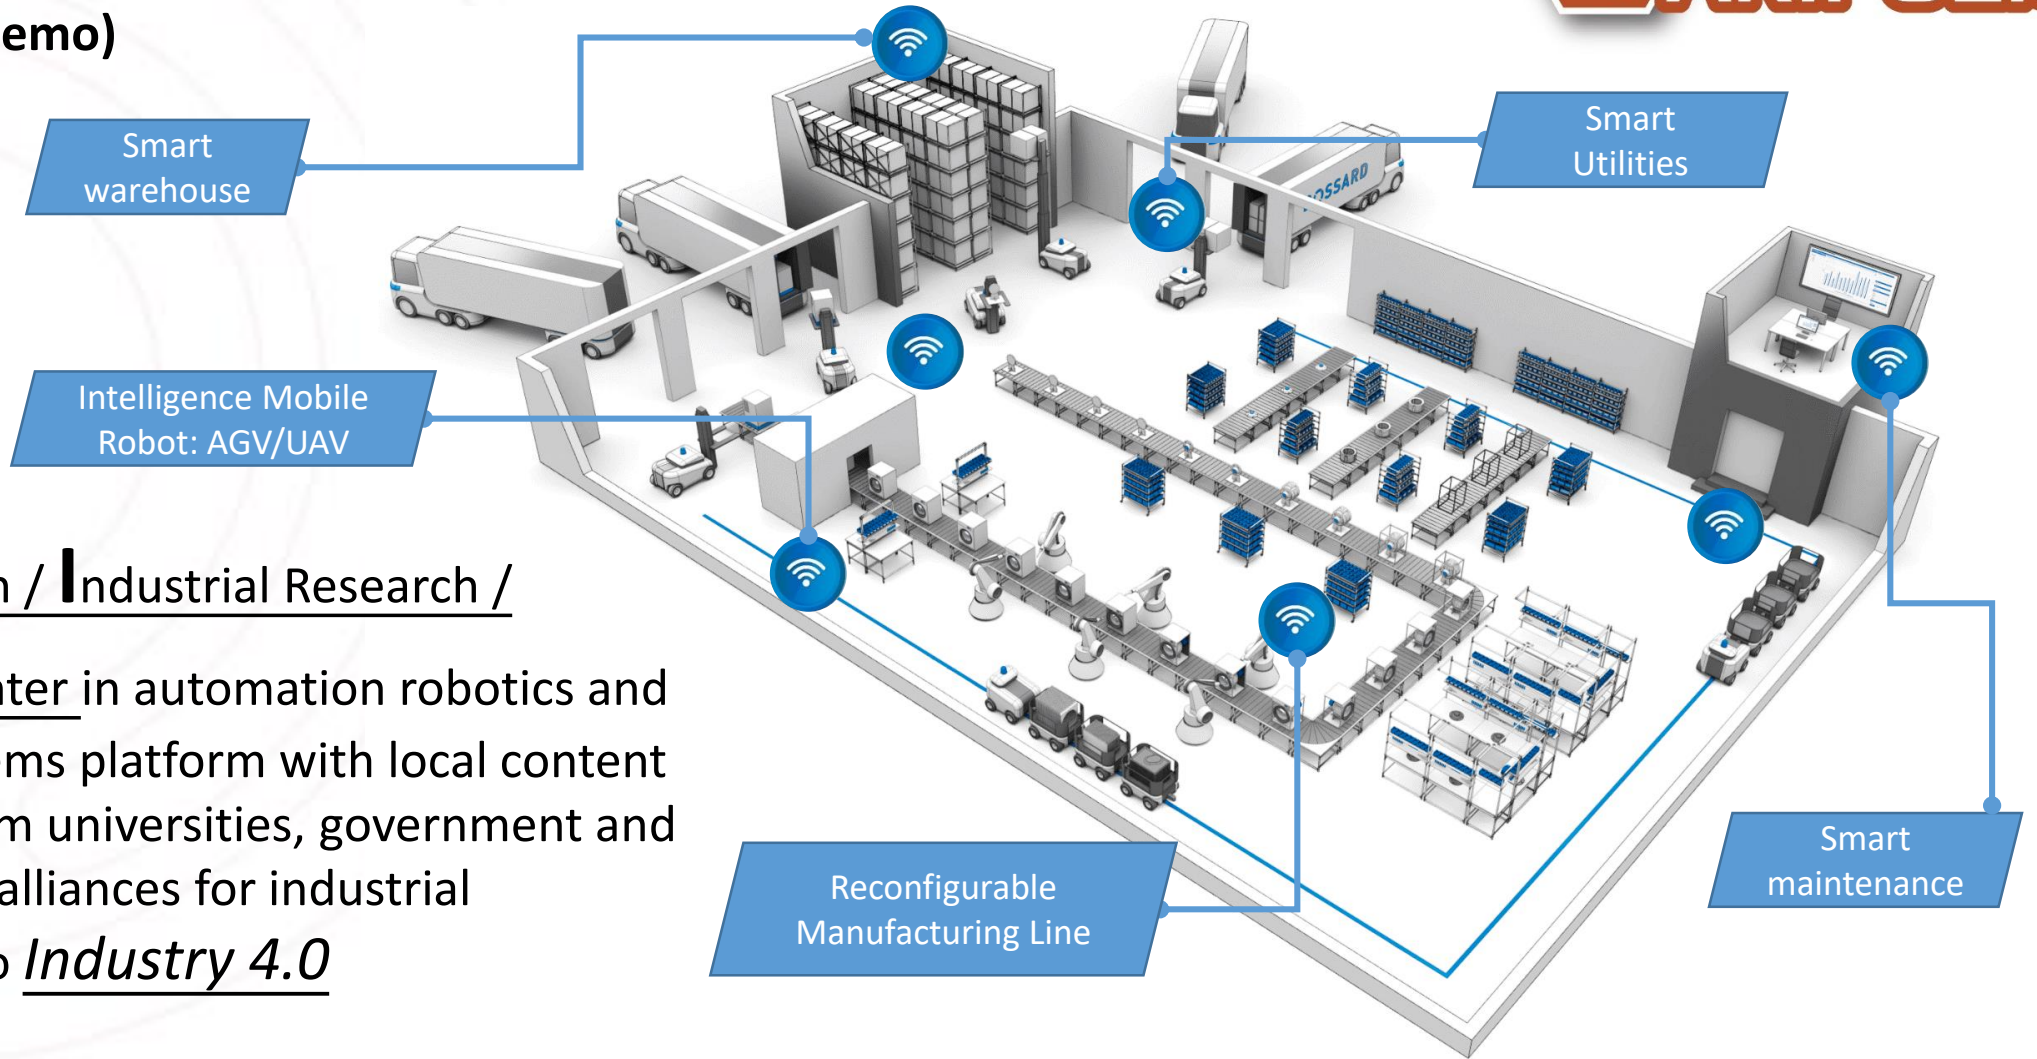 emo)
Smart
warehouse
Smart
Utilities
BOSSARD
Intelligence Mobile
Robot: AGV/UAV
/ Industrial Research /
in automation robotics and
ms platform with local content
m universities, government and
alliances for industrial
Industry 4.0
Reconfigurable
Manufacturing Line
Smart
maintenance